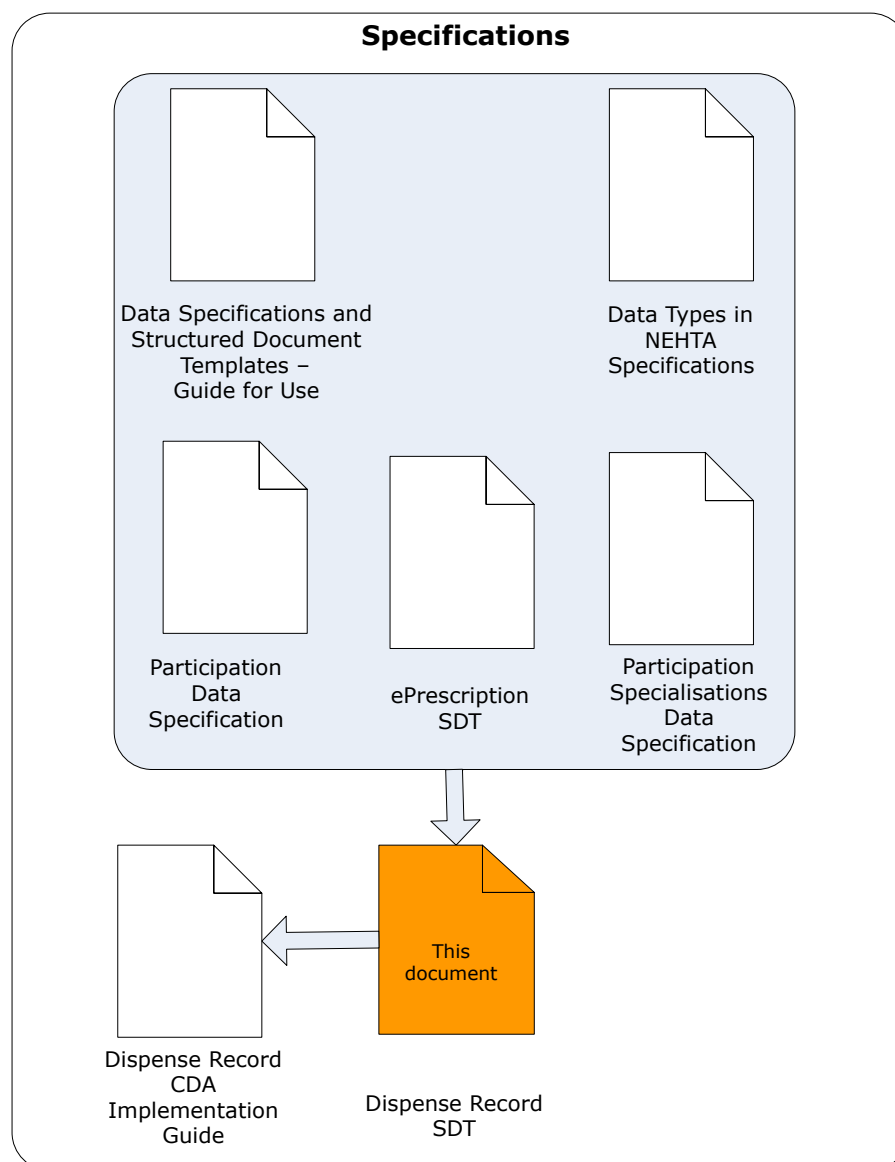 Specifications
Data Specifications and
Structured Document
Templates –
Guide for Use
Data Types in
NEHTA
Specifications
Participation
Data
Specification
ePrescription
SDT
Participation
Specialisations
Data
Specification
This
document
Dispense Record
CDA
Implementation
Guide
Dispense Record
SDT